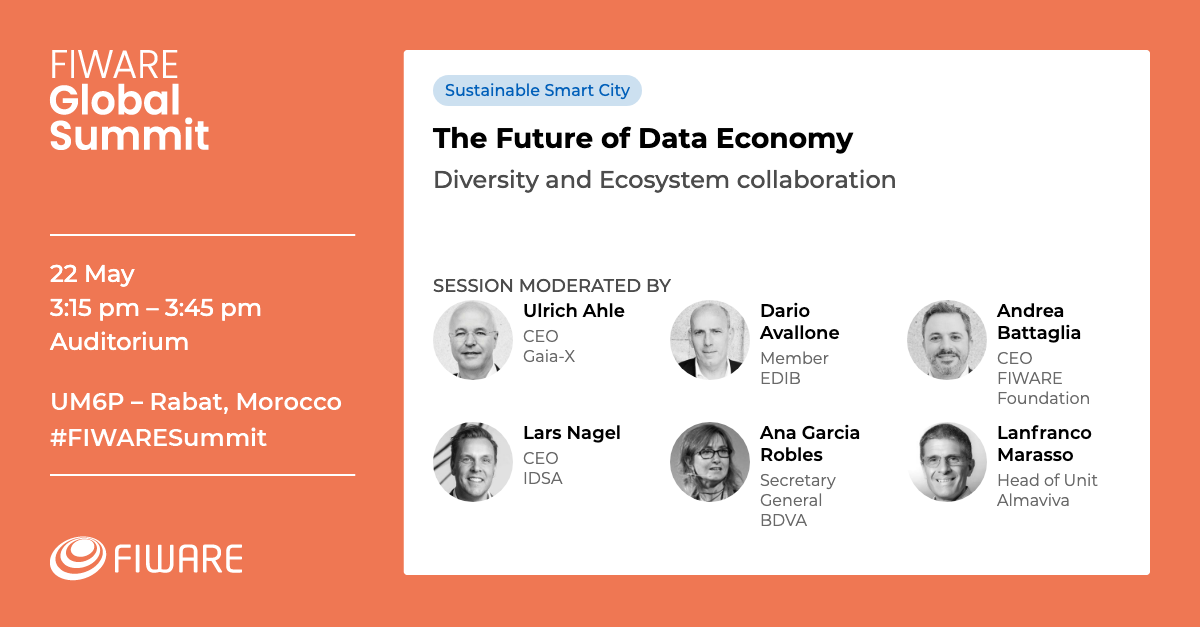 FIWARE
Global
Summit
22 May
3:15 pm – 3:45 pm
Auditorium
UM6P – Rabat, Morocco
#FIWARESummit
FIWARE
Sustainable Smart City
The Future of Data Economy
Diversity and Ecosystem collaboration
SESSION MODERATED BY
Ulrich Ahle
CEO
Gaia-X
Dario
Avallone
Member
EDIB
Andrea
Battaglia
CEO
FIWARE
Foundation
Lars Nagel
CEO
IDSA
Ana Garcia
Robles
Secretary
General
BDVA
Lanfranco
Marasso
Head of Unit
Almaviva